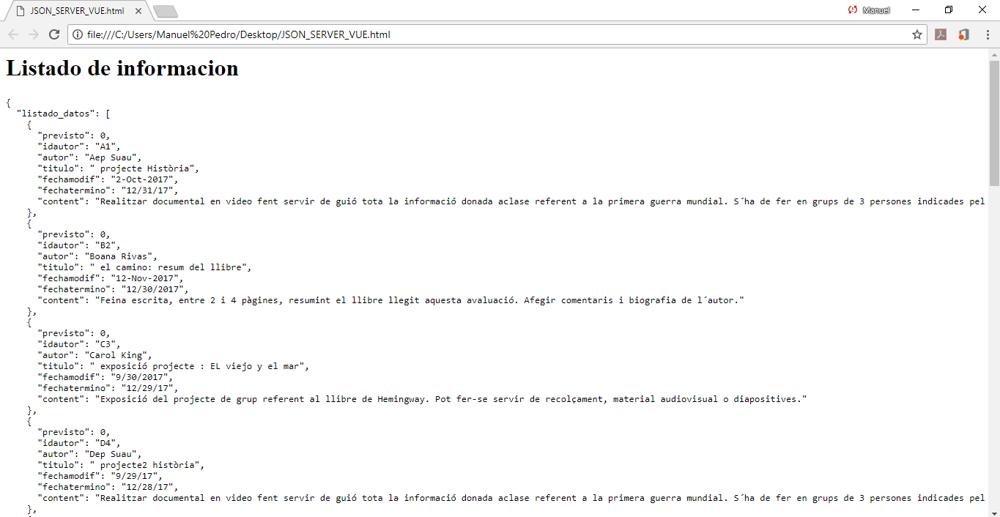 JSON_SERVER_VUE.html
Manuel
file:///C:/Users/Manuel%20Pedro/Desktop/JSON_SERVER_VUE.html
Listado de informacion
{
"listado_datos": [
{
"previsto": 0,
"idautor": "A1",
"autor": "Aep Suau",
"titulo": " projecte Història",
"fechamodif": "2-Oct-2017",
"fechatermino": "12/31/17",
"content": "Realitzar documental en video fent servir de guió tota la informació donada aclase referent a la primera guerra mundial. S´ha de fer en grups de 3 persones indicades pel
},
{
"previsto": 0,
"idautor": "B2",
"autor": "Boana Rivas",
"titulo": " el camino: resum del llibre",
"fechamodif": "12-Nov-2017",
"fechatermino": "12/30/2017",
"content": "Feina escrita, entre 2 i 4 pàgines, resumint el llibre llegit aquesta avaluació. Afegir comentaris i biografia de l´autor."
},
{
"previsto": 0,
"idautor": "C3",
"autor": "Carol King",
"titulo": " exposició projecte : EL viejo y el mar",
"fechamodif": "9/30/2017",
"fechatermino": "12/29/17",
"content": "Exposició del projecte de grup referent al llibre de Hemingway. Pot fer-se servir de recolçament, material audiovisual o diapositives."
},
{
"previsto": 0,
"idautor": "D4",
"autor": "Dep Suau",
"titulo": " projecte2 història",
"fechamodif": "9/29/17",
"fechatermino": "12/28/17",
"content": "Realitzar documental en video fent servir de guió tota la informació donada aclase referent a la primera guerra mundial. S´ha de fer en grups de 3 persones indicades pel
},